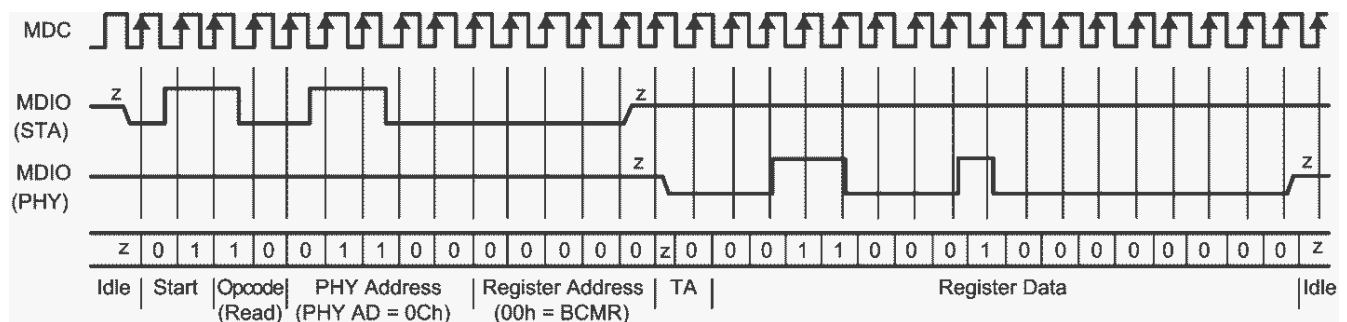 MDC
z z
MDIO
(STA)
z z
MDIO
(PHY)
z 0 1 1 0 0 1 1 0 0 0 0 0 0 0 z 0 0 0 1 1 0 0 0 1 0 0 0 0 0 0 0 0 z
Idle Start Opcode PHY Address Register Address TA Register Data Idle
(Read) (PHY AD = 0Ch) (00h = BCMR)